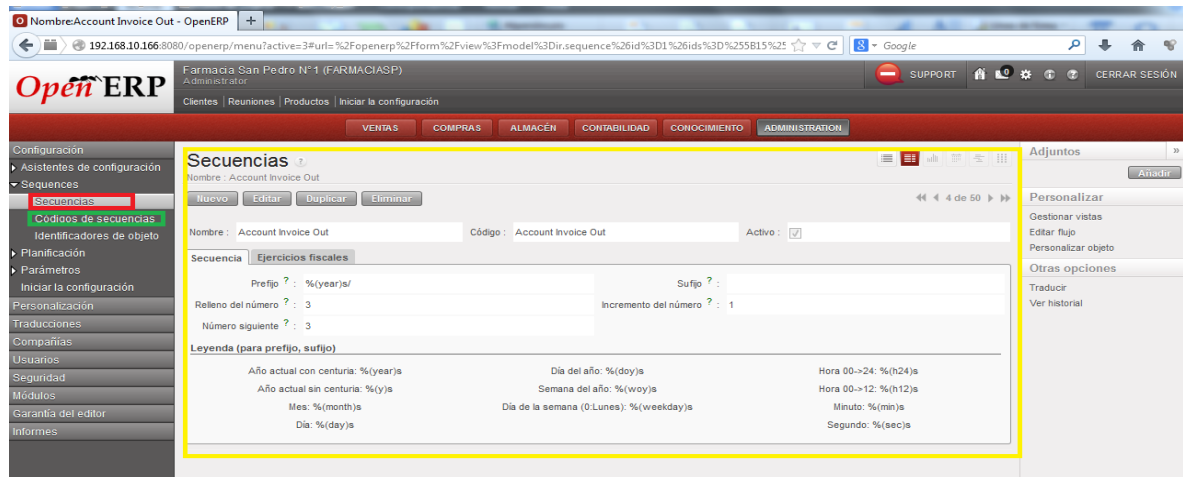 Nombre:Account Invoice Out - OpenERP
192.168.10.166:8080/openerp/menu?active=3#url=%2Fopenerp%2Fform%2Fview%3Fmodel%3Dir.sequence%26id%3D1%26ids%3D%255B15%25
Google
Open ERP
Farmacia San Pedro N°1 (FARMACIASP)
Administrator
SUPPORT
0
CERRAR SESIÓN
Clientes | Reuniones | Productos | Iniciar la configuración
VENTAS COMPRAS ALMACÉN CONTABILIDAD CONOCIMIENTO ADMINISTRATION
Configuración
Asistentes de configuración
Sequences
Secuencias
Códigos de secuencias
Identificadores de objeto
Planificación
Parámetros
Iniciar la configuración
Personalización
Traducciones
Compañías
Usuarios
Seguridad
Módulos
Garantía del editor
Informes
Secuencias ?
Nombre : Account Invoice Out
Nuevo Editar Duplicar Eliminar
4 de 50
Nombre : Account Invoice Out Código : Account Invoice Out Activo :
Secuencia Ejercicios fiscales
Prefijo ? : %(year)s/ Sufijo ? :
Relleno del número ? : 3 Incremento del número ? : 1
Número siguiente ? : 3
Leyenda (para prefijo, sufijo)
Año actual con centuria: %(year)s Día del año: %(doy)s Hora 00->24: %(h24)s
Año actual sin centuria: %(y)s Semana del año: %(woy)s Hora 00->12: %(h12)s
Mes: %(month)s Día de la semana (0:Lunes): %(weekday)s Minuto: %(min)s
Día: %(day)s Segundo: %(sec)s
Adjuntos »
Añadir
Personalizar
Gestionar vistas
Editar flujo
Personalizar objeto
Otras opciones
Traducir
Ver historial